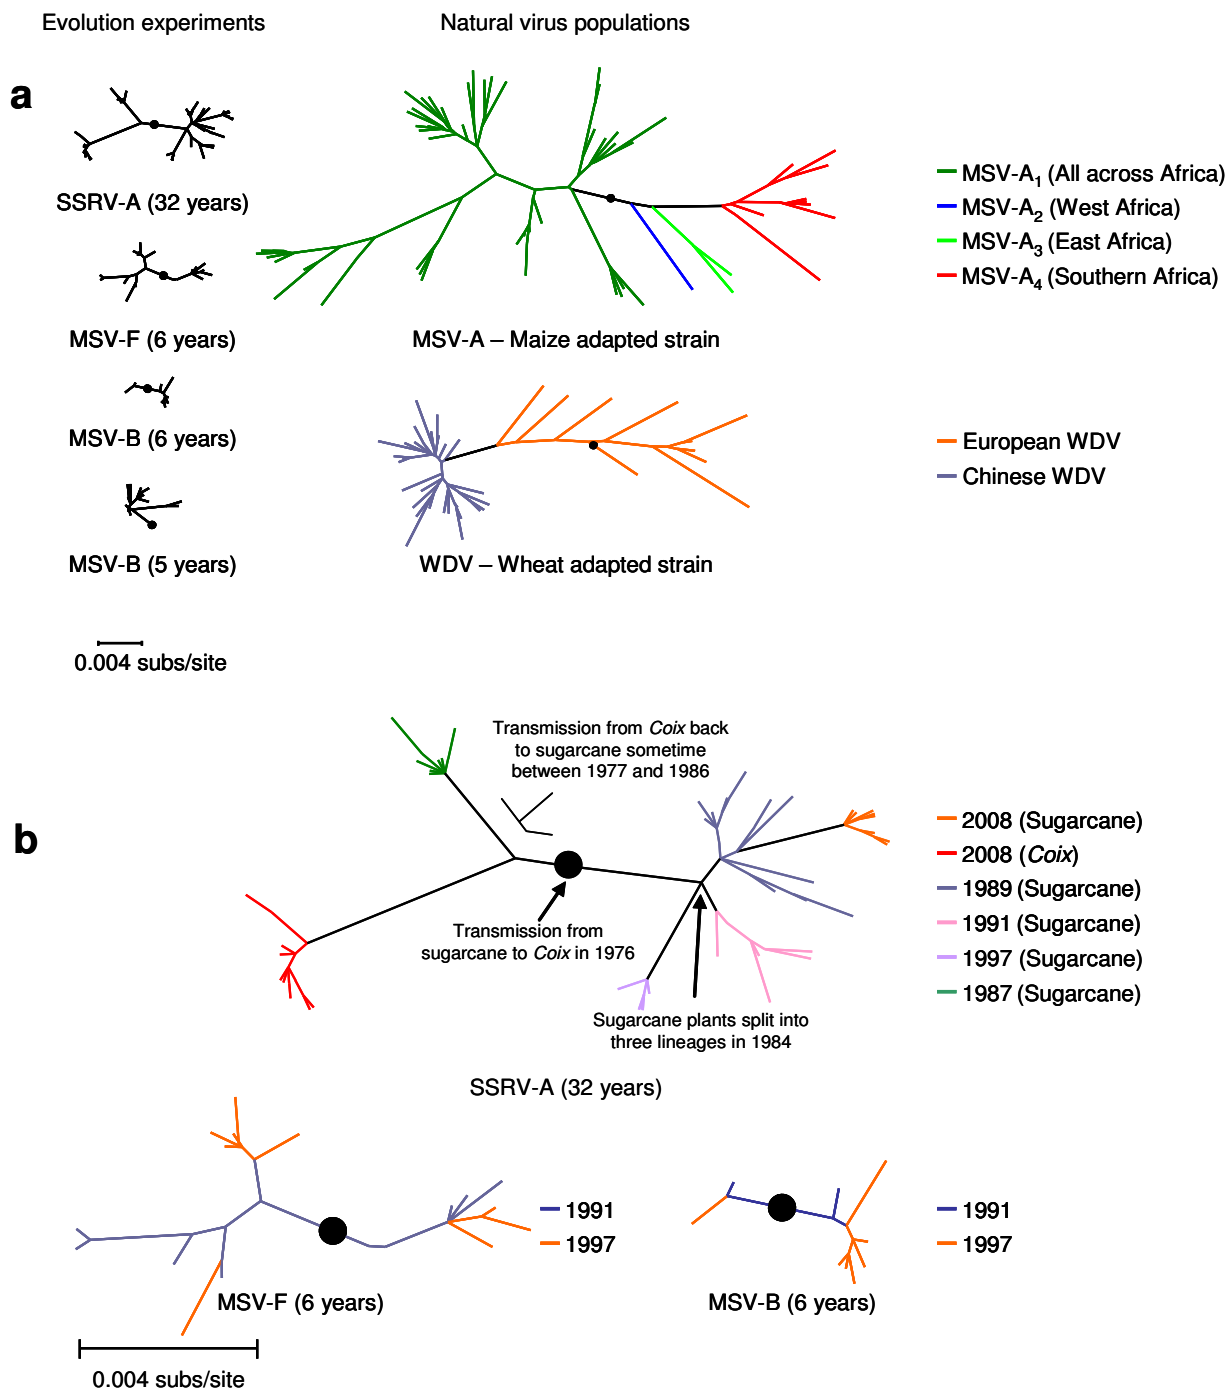 Evolution experiments
Natural virus populations
a
SSRV-A (32 years)
MSV-F (6 years)
MSV-B (6 years)
MSV-B (5 years)
0.004 subs/site
MSV-A – Maize adapted strain
WDV – Wheat adapted strain
MSV-A1 (All across Africa)
MSV-A2 (West Africa)
MSV-A3 (East Africa)
MSV-A4 (Southern Africa)
European WDV
Chinese WDV
b
Transmission from Coix back
to sugarcane sometime
between 1977 and 1986
Transmission from
sugarcane to Coix in 1976
Sugarcane plants split into
three lineages in 1984
SSRV-A (32 years)
2008 (Sugarcane)
2008 (Coix)
1989 (Sugarcane)
1991 (Sugarcane)
1997 (Sugarcane)
1987 (Sugarcane)
1991
1997
MSV-F (6 years)
1991
1997
MSV-B (6 years)
0.004 subs/site